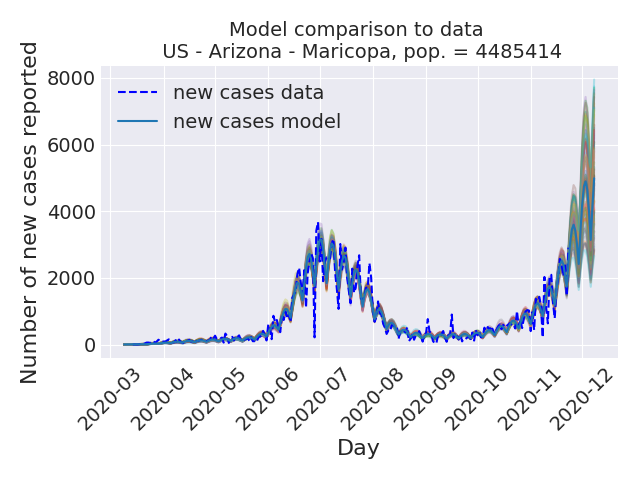 Model comparison to data
US - Arizona - Maricopa, pop. = 4485414
Number of new cases reported
8000
6000
4000
2000
0
new cases data
new cases model
2020-03
2020-04
2020-05
2020-06
2020-07
2020-08
2020-09
2020-10
2020-11
2020-12
Day